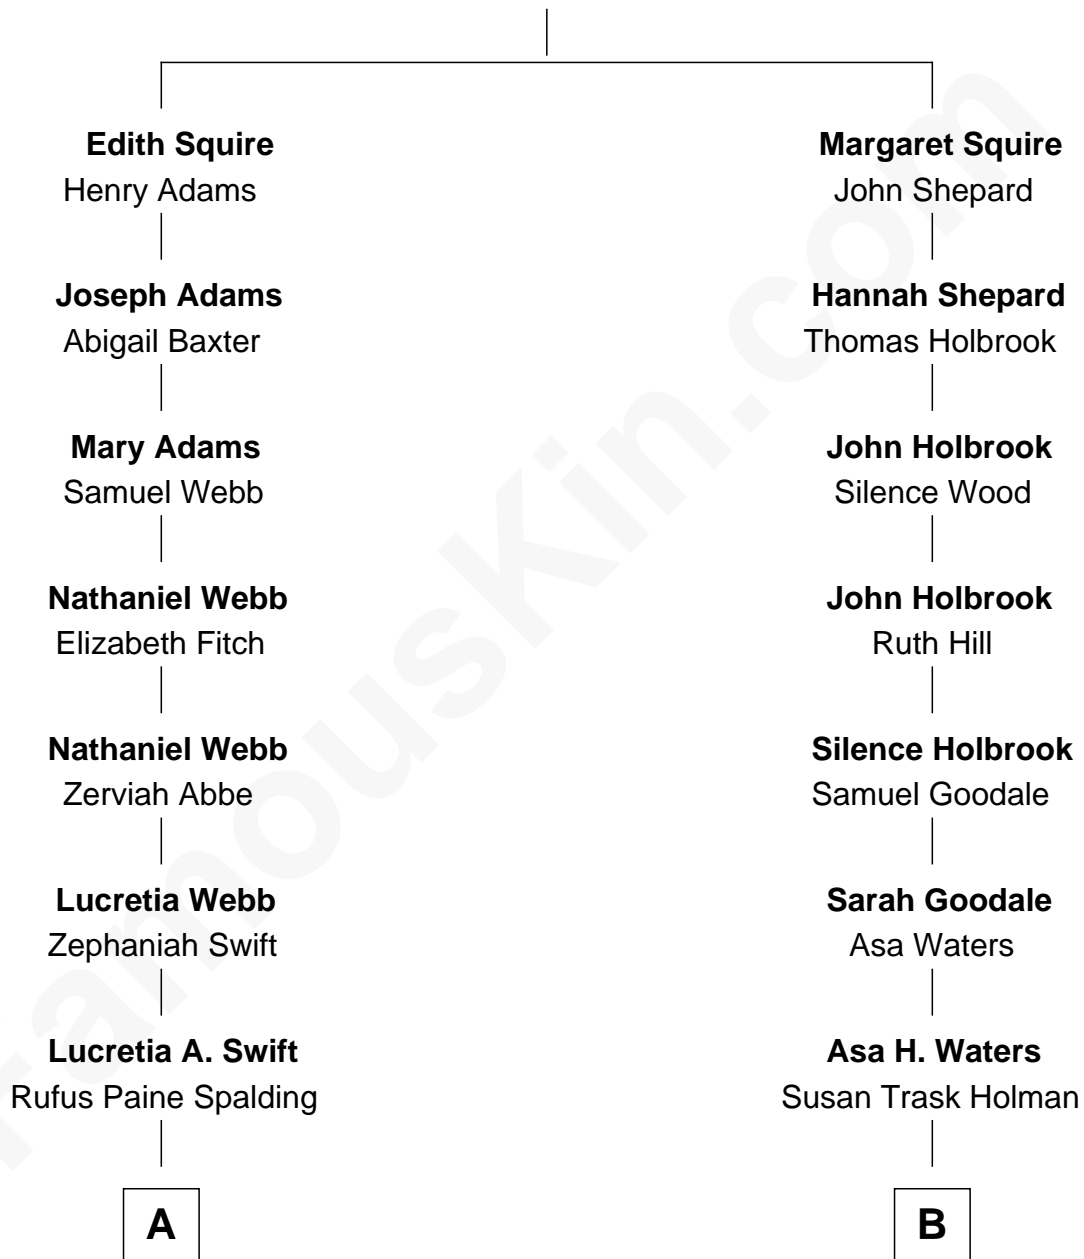 Edith Squire
Henry Adams
Joseph Adams
Abigail Baxter
Mary Adams
Samuel Webb
Nathaniel Webb
Elizabeth Fitch
Nathaniel Webb
Zerviah Abbe
Lucretia Webb
Zephaniah Swift
Lucretia A. Swift
Rufus Paine Spalding
A
Margaret Squire
John Shepard
Hannah Shepard
Thomas Holbrook
John Holbrook
Silence Wood
John Holbrook
Ruth Hill
Silence Holbrook
Samuel Goodale
Sarah Goodale
Asa Waters
Asa H. Waters
Susan Trask Holman
B
FamousKin.com